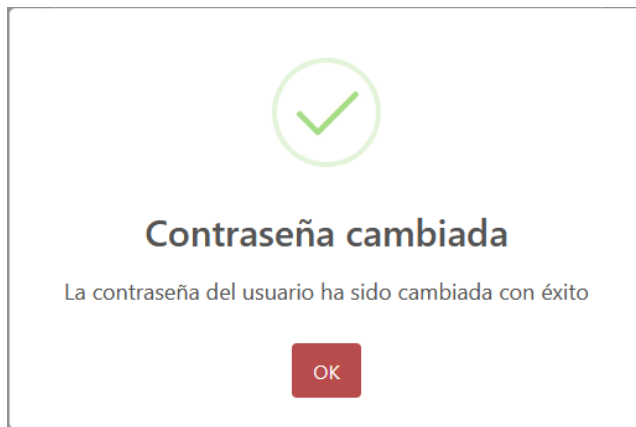 Contraseña cambiada
La contraseña del usuario ha sido cambiada con éxito
OK